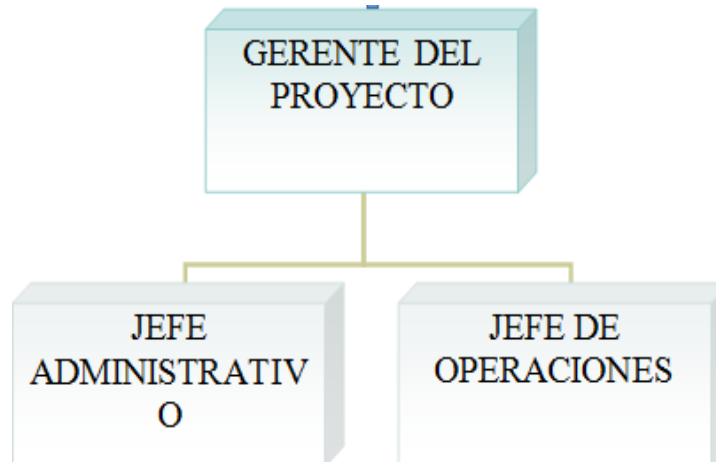 GERENTE DEL
PROYECTO
JEFE
ADMINISTRATIV
O
JEFE DE
OPERACIONES